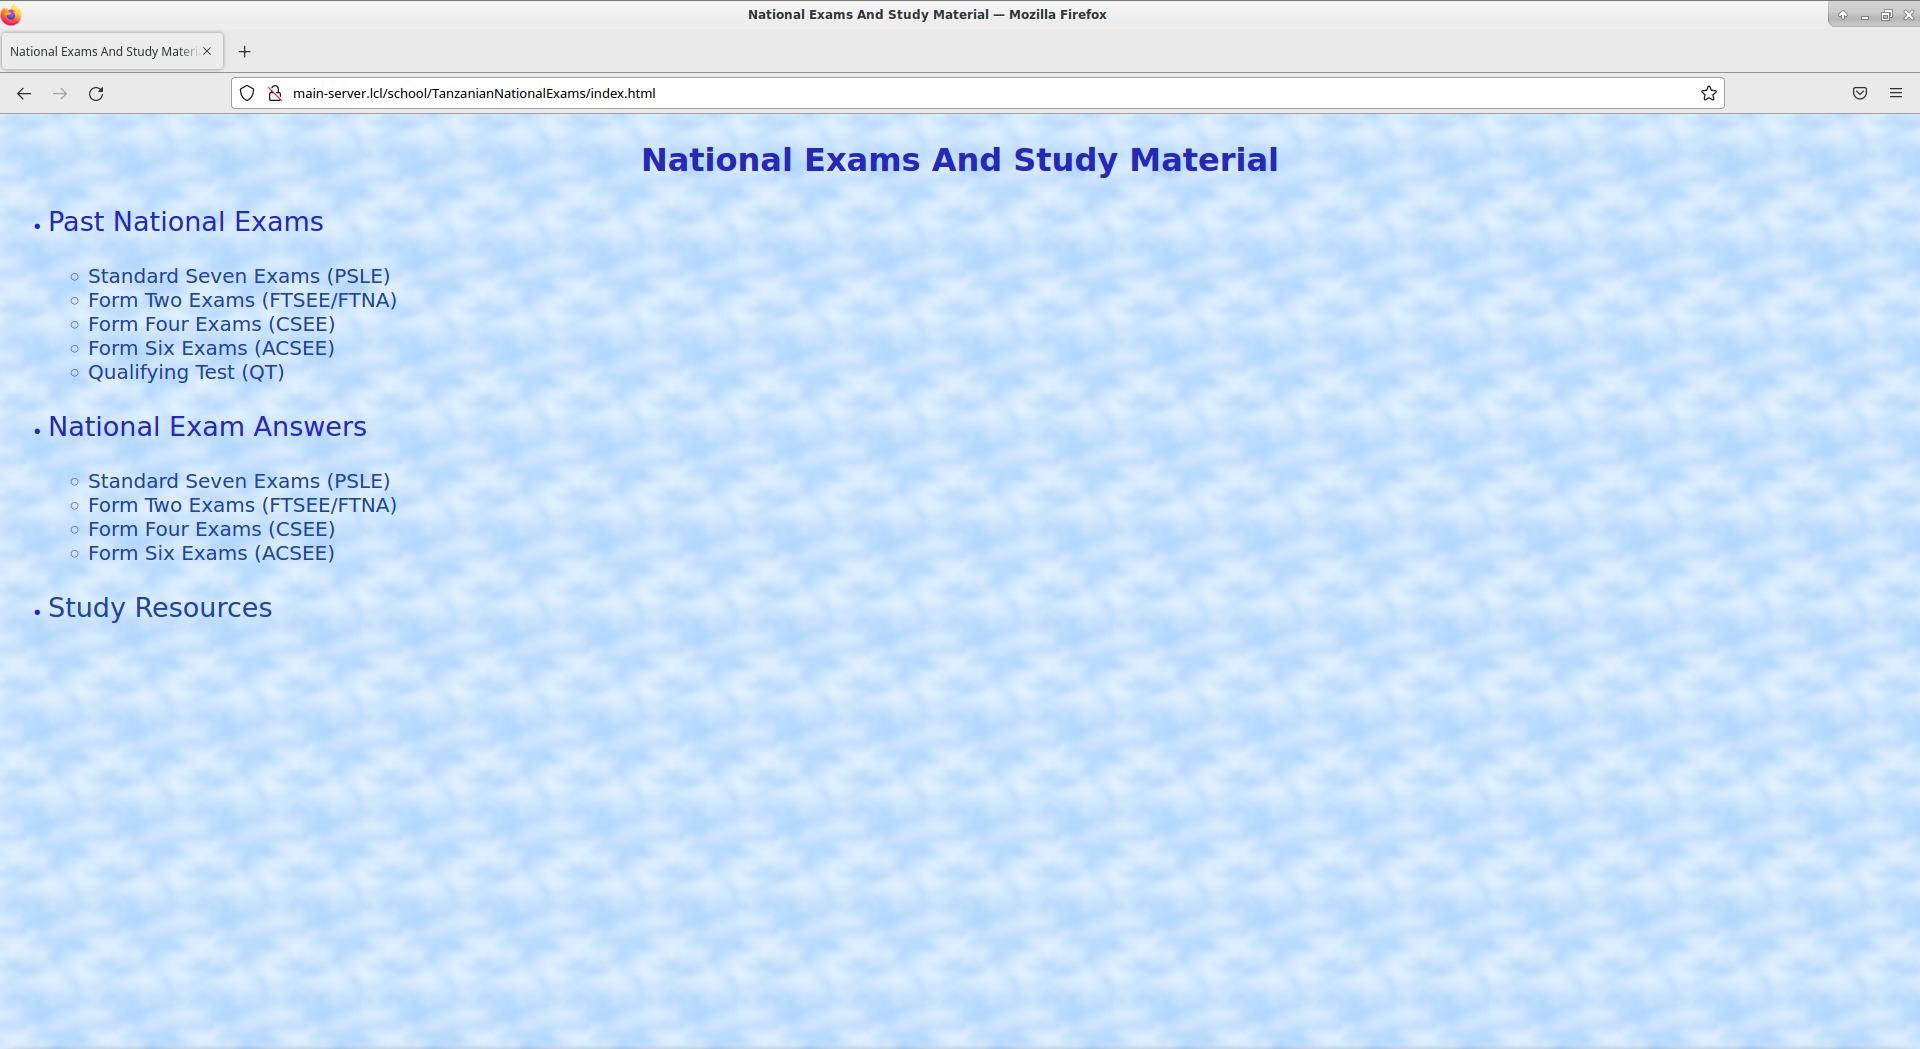 National Exams And Study Material — Mozilla Firefox
National Exams And Study Materi
main-server.lcl/school/TanzanianNationalExams/index.html
National Exams And Study Material
Past National Exams
Standard Seven Exams (PSLE)
Form Two Exams (FTSEE/FTNA)
Form Four Exams (CSEE)
Form Six Exams (ACSEE)
Qualifying Test (QT)
National Exam Answers
Standard Seven Exams (PSLE)
Form Two Exams (FTSEE/FTNA)
Form Four Exams (CSEE)
Form Six Exams (ACSEE)
Study Resources